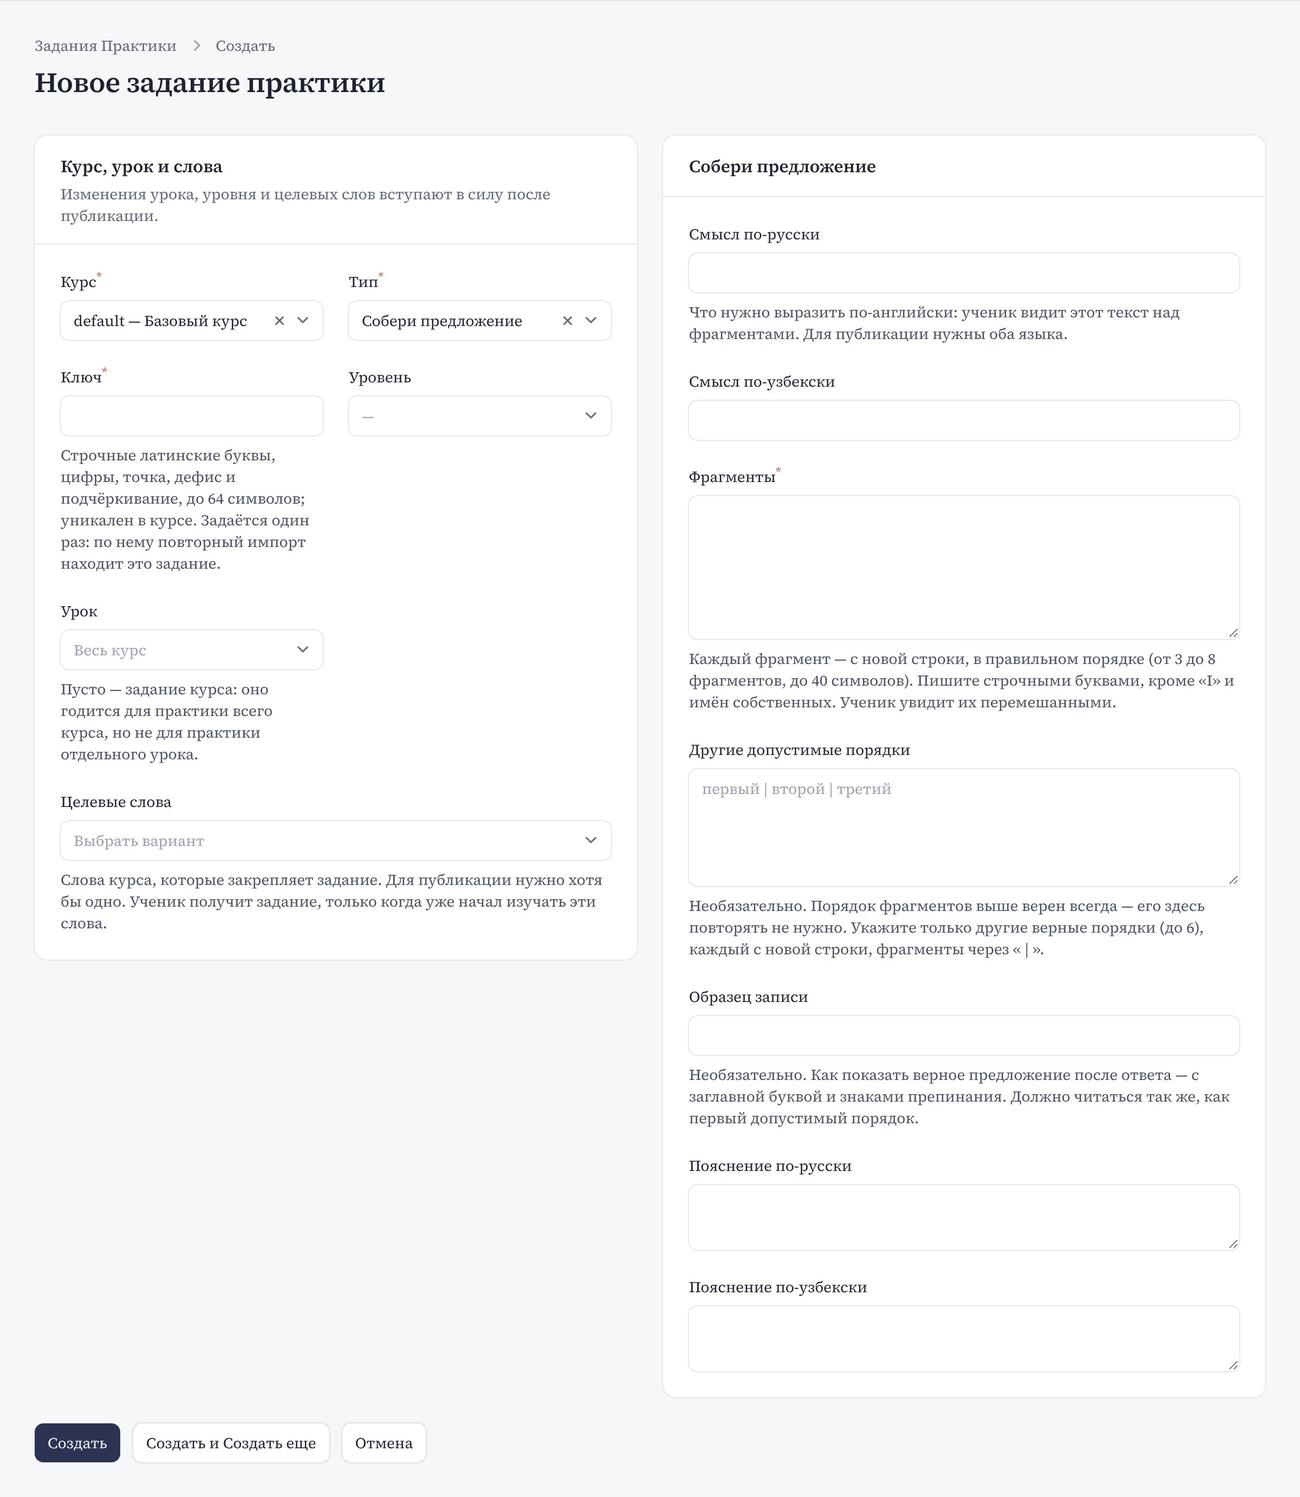 Задания Практики > Создать
Новое задание практики
Курс, урок и слова
Изменения урока, уровня и целевых слов вступают в силу после
публикации.
Курс* Тип*
default — Базовый курс Собери предложение
Ключ* Уровень
—
Строчные латинские буквы,
цифры, точка, дефис и
подчёркивание, до 64 символов;
уникален в курсе. Задаётся один
раз: по нему повторный импорт
находит это задание.
Урок
Весь курс
Пусто — задание курса: оно
годится для практики всего
курса, но не для практики
отдельного урока.
Целевые слова
Выбрать вариант
Слова курса, которые закрепляет задание. Для публикации нужно хотя
бы одно. Ученик получит задание, только когда уже начал изучать эти
слова.
Собери предложение
Смысл по-русски
Что нужно выразить по-английски: ученик видит этот текст над
фрагментами. Для публикации нужны оба языка.
Смысл по-узбекски
Фрагменты*
Каждый фрагмент — с новой строки, в правильном порядке (от 3 до 8
фрагментов, до 40 символов). Пишите строчными буквами, кроме «I» и
имён собственных. Ученик увидит их перемешанными.
Другие допустимые порядки
первый | второй | третий
Необязательно. Порядок фрагментов выше верен всегда — его здесь
повторять не нужно. Укажите только другие верные порядки (до 6),
каждый с новой строки, фрагменты через « | ».
Образец записи
Необязательно. Как показать верное предложение после ответа — с
заглавной буквой и знаками препинания. Должно читаться так же, как
первый допустимый порядок.
Пояснение по-русски
Пояснение по-узбекски
Создать Создать и Создать еще Отмена